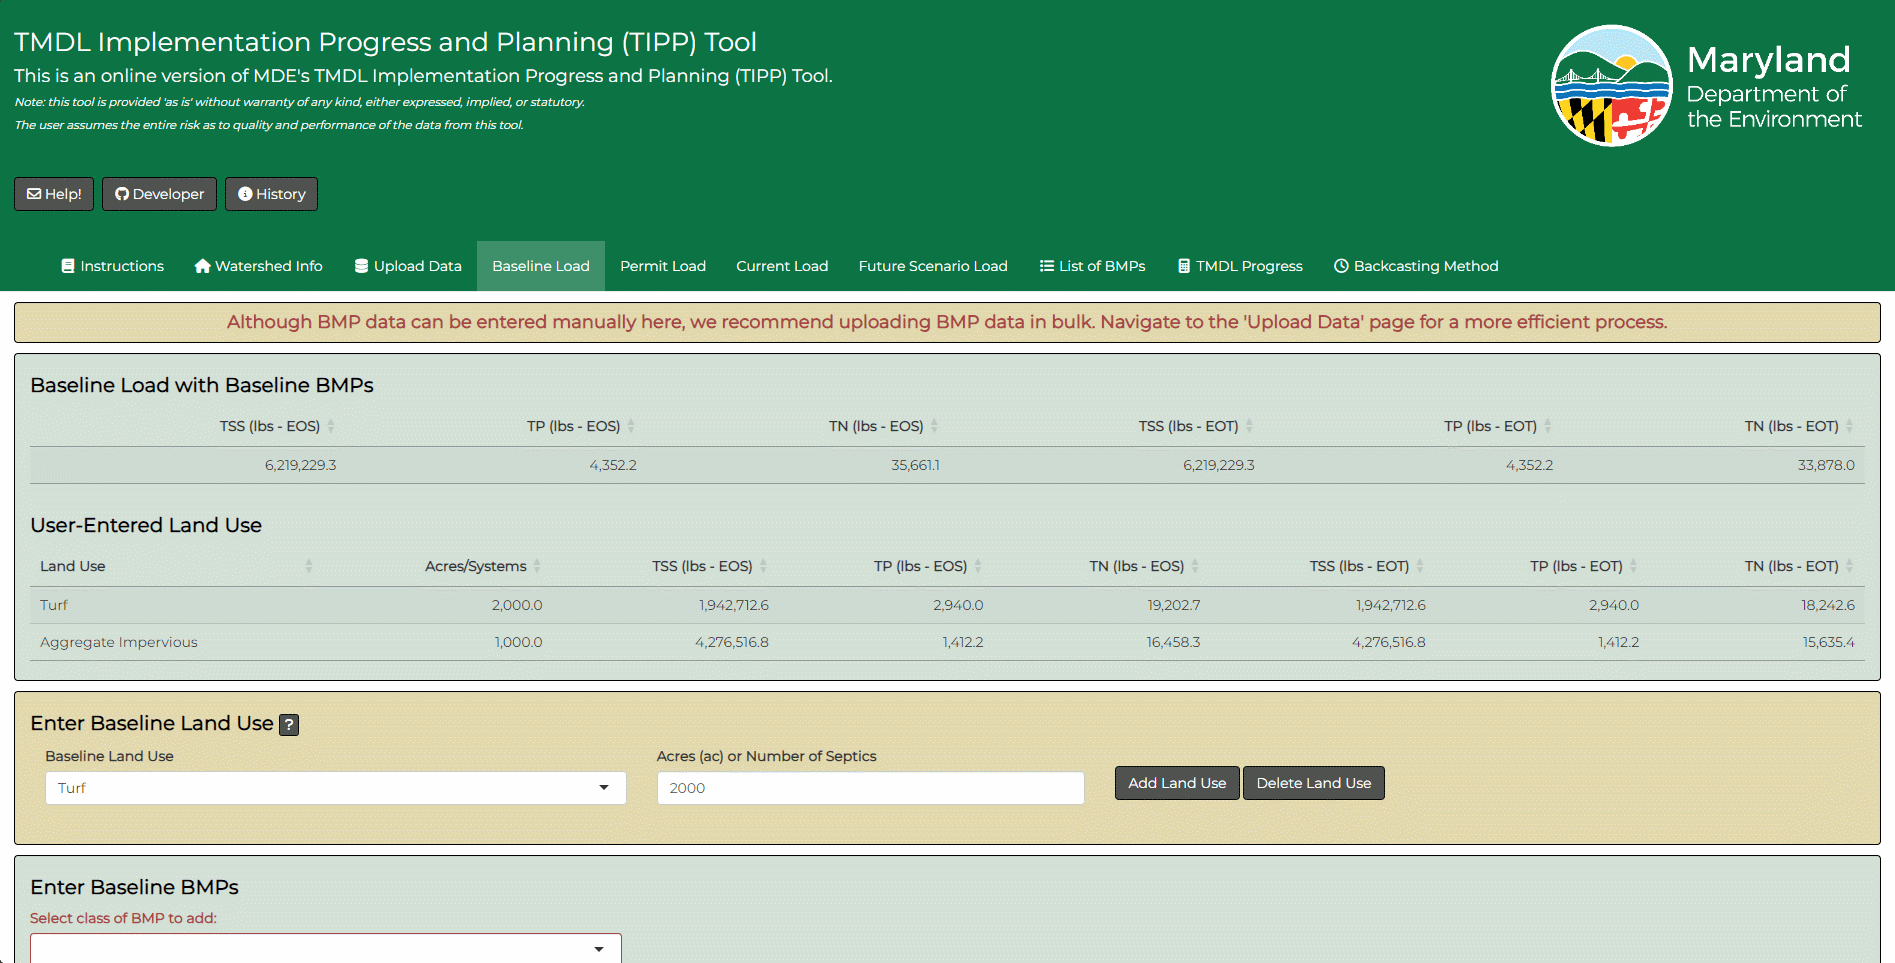 TMDL Implementation Progress and Planning (TIPP) Tool
This is an online version of MDE's TMDL Implementation Progress and Planning (TIPP) Tool.
Note: this tool is provided 'as is' without warranty of any kind, either expressed, implied, or statutory.
The user assumes the entire risk as to quality and performance of the data from this tool.
Maryland
Department of
the Environment
Help! Developer History
Instructions Watershed Info Upload Data Baseline Load Permit Load Current Load Future Scenario Load List of BMPs TMDL Progress Backcasting Method
Although BMP data can be entered manually here, we recommend uploading BMP data in bulk. Navigate to the 'Upload Data' page for a more efficient process.
Baseline Load with Baseline BMPs
TSS (lbs - EOS) TP (lbs - EOS) TN (lbs - EOS) TSS (lbs - EOT) TP (lbs - EOT) TN (lbs - EOT)
6,219,229.3 4,352.2 35,661.1 6,219,229.3 4,352.2 33,878.0
User-Entered Land Use
Land Use Acres/Systems TSS (lbs - EOS) TP (lbs - EOS) TN (lbs - EOS) TSS (lbs - EOT) TP (lbs - EOT) TN (lbs - EOT)
Turf 2,000.0 1,942,712.6 2,940.0 19,202.7 1,942,712.6 2,940.0 18,242.6
Aggregate Impervious 1,000.0 4,276,516.8 1,412.2 16,458.3 4,276,516.8 1,412.2 15,635.4
Enter Baseline Land Use ?
Baseline Land Use Acres (ac) or Number of Septics
Turf 2000 Add Land Use Delete Land Use
Enter Baseline BMPs
Select class of BMP to add: